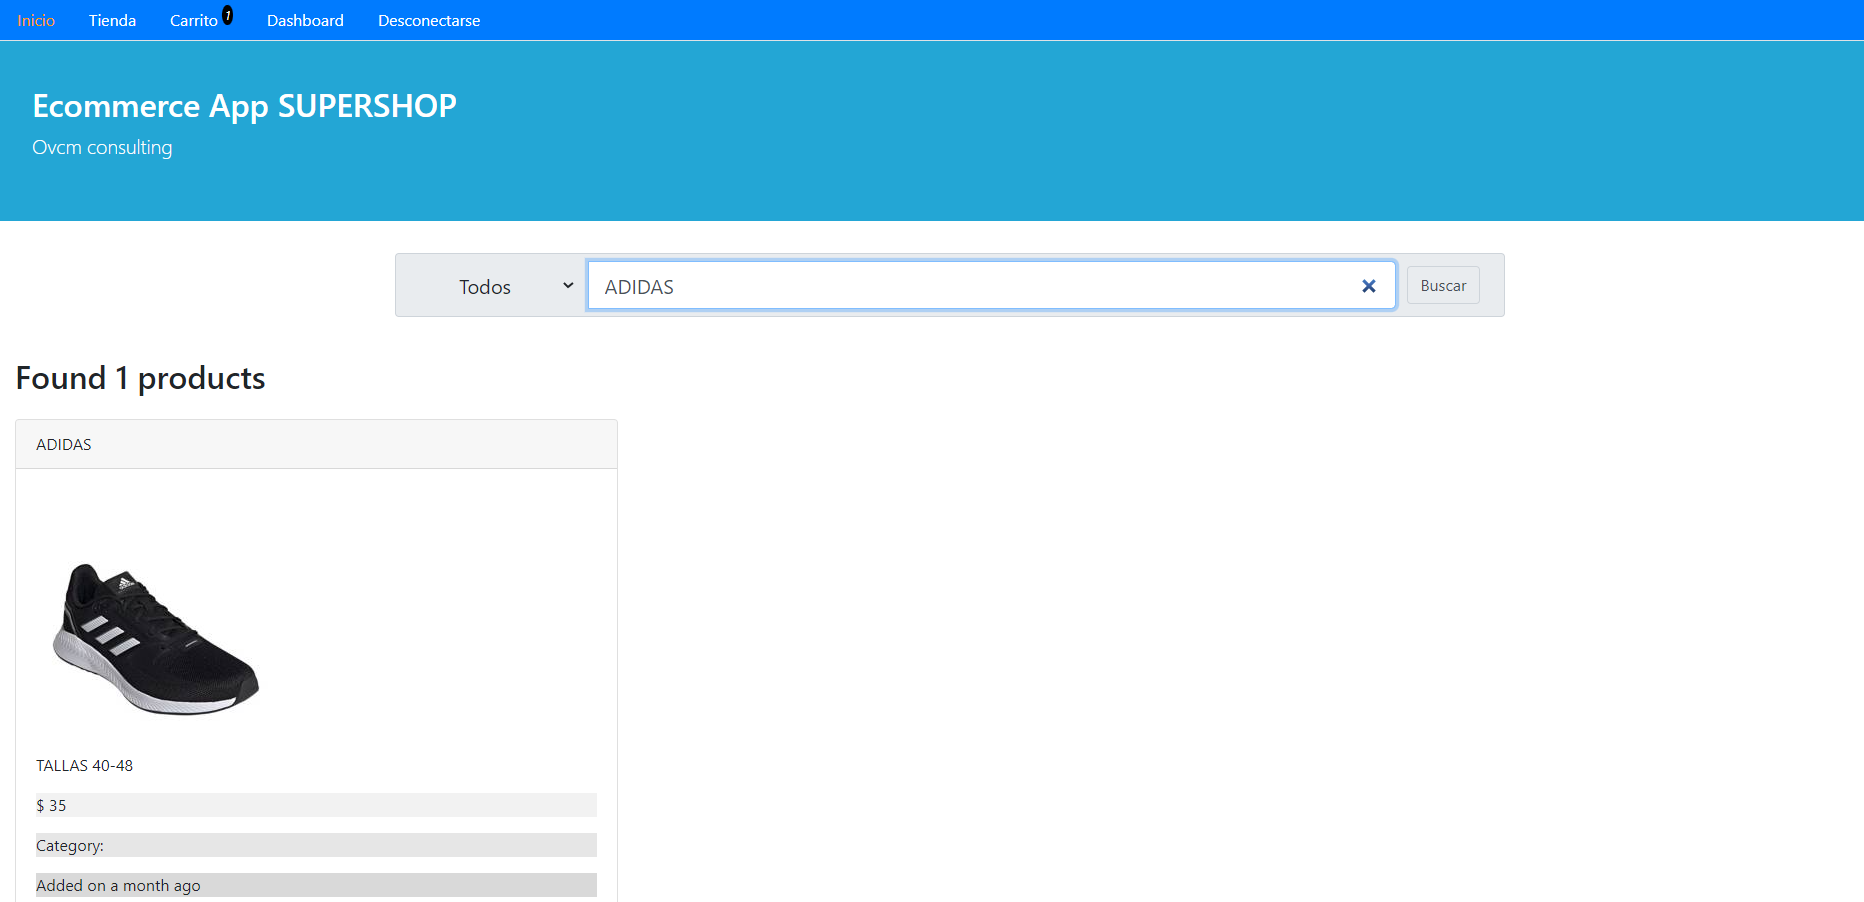 Inicio Tienda Carrito 1 Dashboard Desconectarse
Ecommerce App SUPERSHOP
Ovcm consulting
Todos ADIDAS Buscar
Found 1 products
ADIDAS
TALLAS 40-48
$ 35
Category:
Added on a month ago